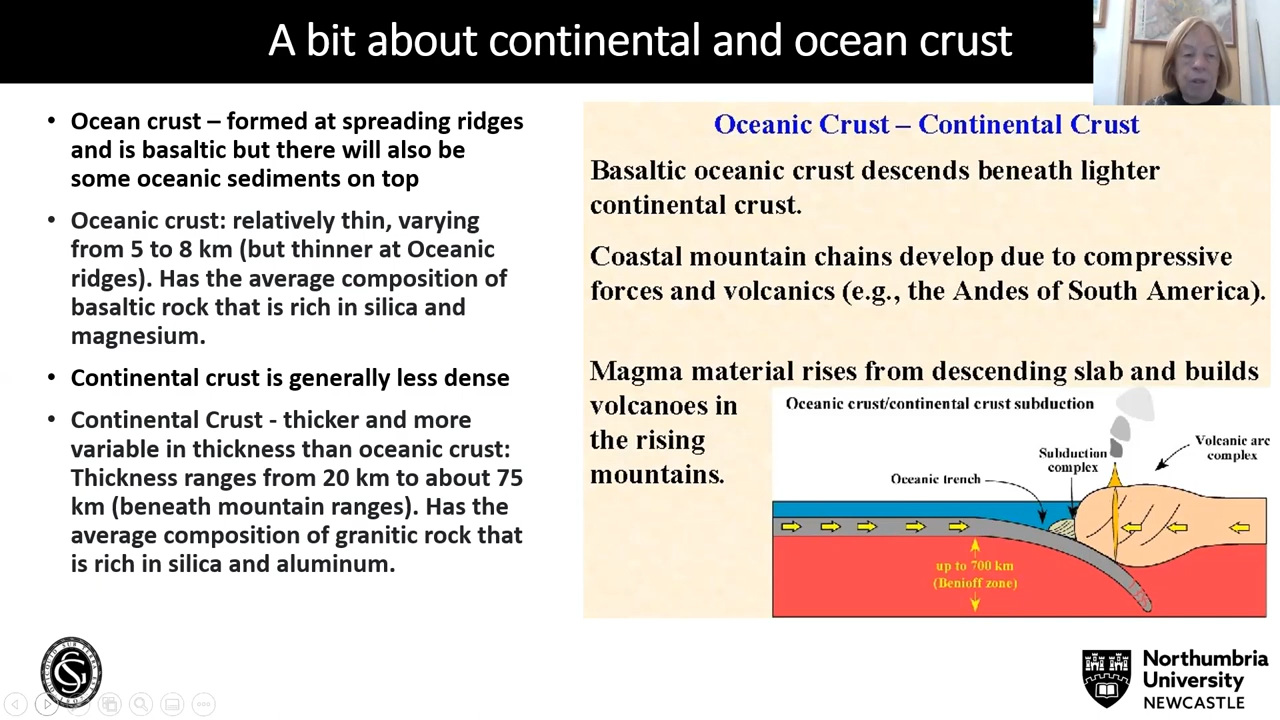 A bit about continental and ocean crust
• Ocean crust – formed at spreading ridges
and is basaltic but there will also be
some oceanic sediments on top
• Oceanic crust: relatively thin, varying
from 5 to 8 km (but thinner at Oceanic
ridges). Has the average composition of
basaltic rock that is rich in silica and
magnesium.
• Continental crust is generally less dense
• Continental Crust - thicker and more
variable in thickness than oceanic crust:
Thickness ranges from 20 km to about 75
km (beneath mountain ranges). Has the
average composition of granitic rock that
is rich in silica and aluminum.
Oceanic Crust – Continental Crust
Basaltic oceanic crust descends beneath lighter
continental crust.
Coastal mountain chains develop due to compressive
forces and volcanics (e.g., the Andes of South America).
Magma material rises from descending slab and builds
volcanoes in
the rising
mountains.
Oceanic crust/continental crust subduction
Volcanic arc
complex
Subduction
complex
Oceanic trench
up to 700 km
(Benioff zone)
Northumbria
University
NEWCASTLE